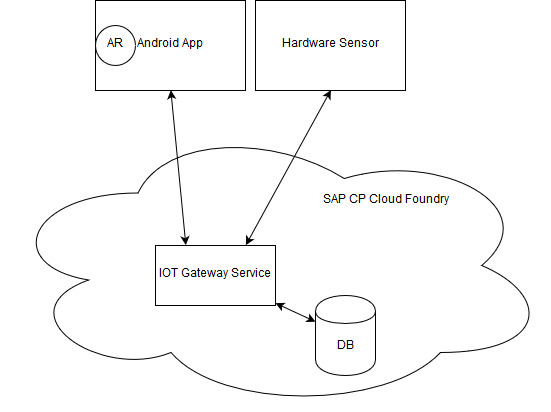 AR
Android App
Hardware Sensor
SAP CP Cloud Foundry
IOT Gateway Service
DB